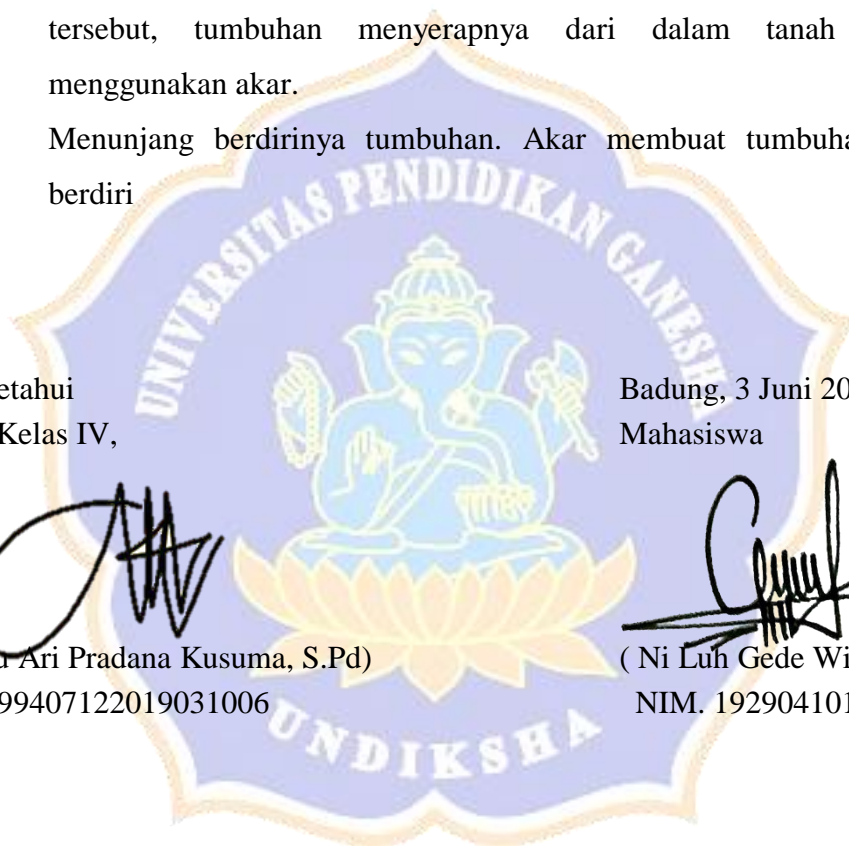 tersebut, tumbuhan menyerapnya dari dalam tanah
menggunakan akar.
Menunjang berdirinya tumbuhan. Akar membuat tumbuha
berdiri
UNIVERSITAS PENDIDIKAN GANESHA
etahui
Kelas IV,
Badung, 3 Juni 20
Mahasiswa
Ari Pradana Kusuma, S.Pd)
99407122019031006
( Ni Luh Gede Wi
NIM. 192904101
UNDIKSHA